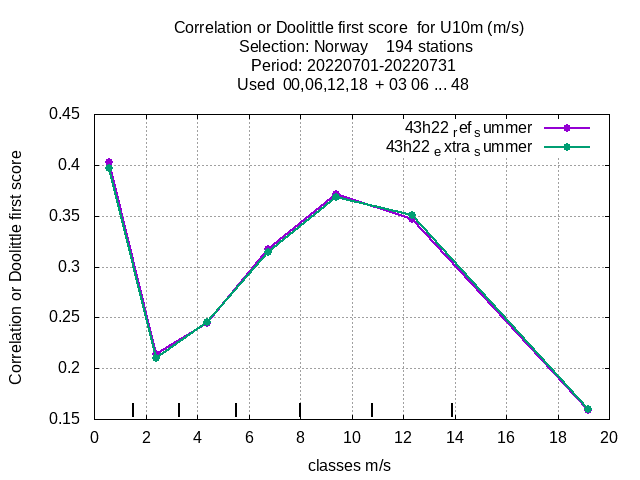 Correlation or Doolittle first score  for U10m (m/s)
Selection: Norway    194 stations
Period: 20220701-20220731
Used  00,06,12,18  + 03 06 ... 48
43h22 ref summer
43h22 extra summer
Correlation or Doolittle first score
0.45
0.4
0.35
0.3
0.25
0.2
0.15
0 2 4 6 8 10 12 14 16 18 20
classes m/s